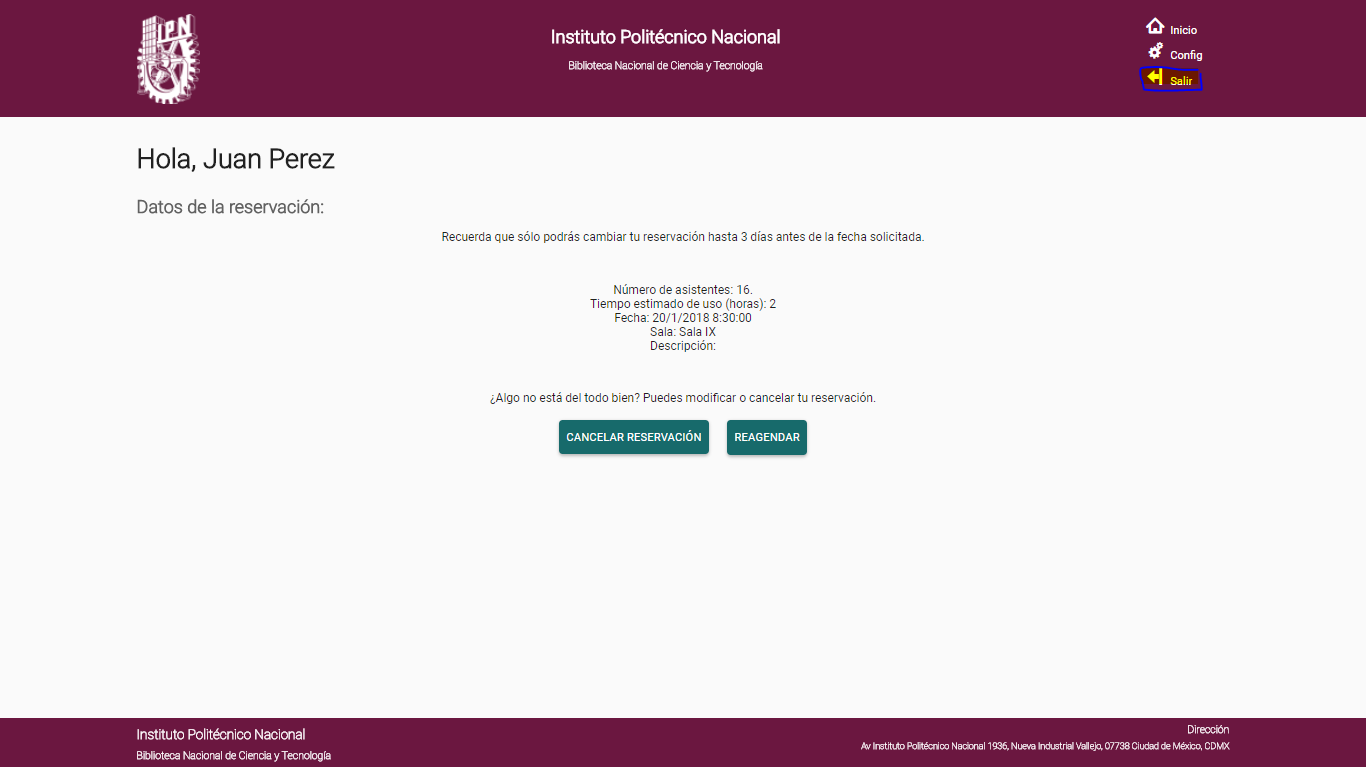 IPN
Instituto Politécnico Nacional
Biblioteca Nacional de Ciencia y Tecnología
Inicio
Config
Salir
Hola, Juan Perez
Datos de la reservación:
Recuerda que sólo podrás cambiar tu reservación hasta 3 días antes de la fecha solicitada.
Número de asistentes: 16.
Tiempo estimado de uso (horas): 2
Fecha: 20/1/2018 8:30:00
Sala: Sala IX
Descripción:
¿Algo no está del todo bien? Puedes modificar o cancelar tu reservación.
CANCELAR RESERVACIÓN
REAGENDAR
Instituto Politécnico Nacional
Biblioteca Nacional de Ciencia y Tecnología
Dirección
Av Instituto Politécnico Nacional 1936, Nueva Industrial Vallejo, 07738 Ciudad de México, CDMX